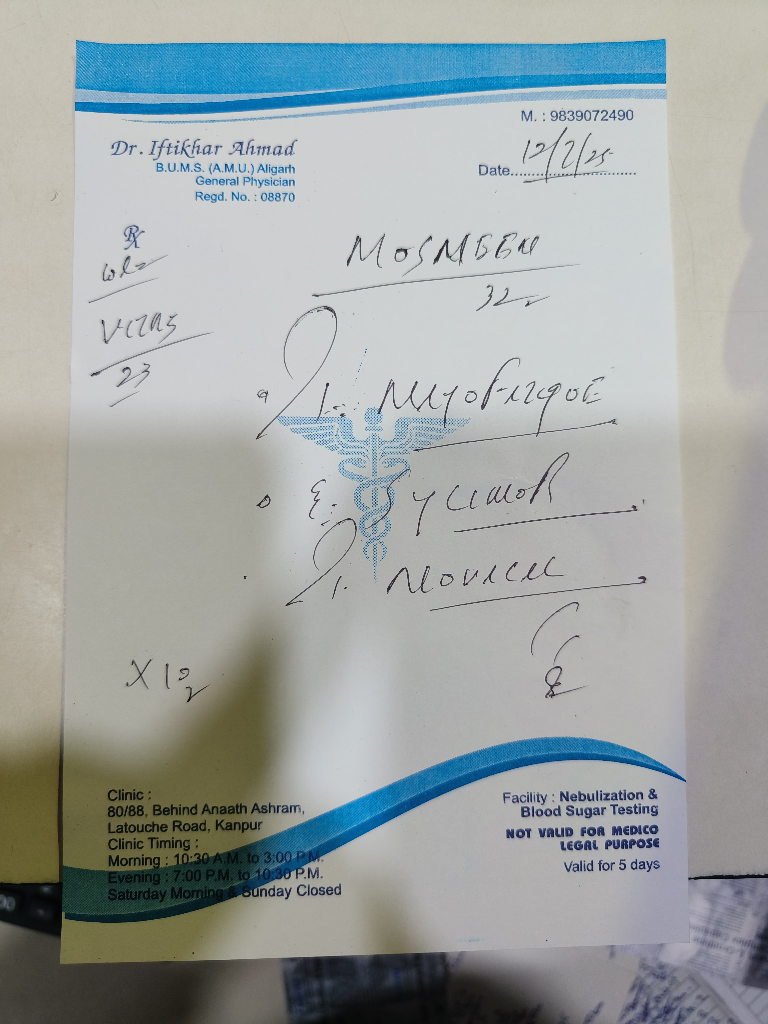 M. : 9839072490
Dr. Iftikhar Ahmad
B.U.M.S. (A.M.U.) Aligarh
General Physician
Regd. No. : 08870
Date 12/7/25
Rx
MOSMEEN
32
23
X 10
Clinic :
80/88, Behind Anaath Ashram,
Latouche Road, Kanpur
Clinic Timing :
Morning : 10:30 A.M. to 3:00 P.M.
Evening : 7:00 P.M. to 10:30 P.M.
Saturday Morning & Sunday Closed
Facility : Nebulization &
Blood Sugar Testing
NOT VALID FOR MEDICO
LEGAL PURPOSE
Valid for 5 days